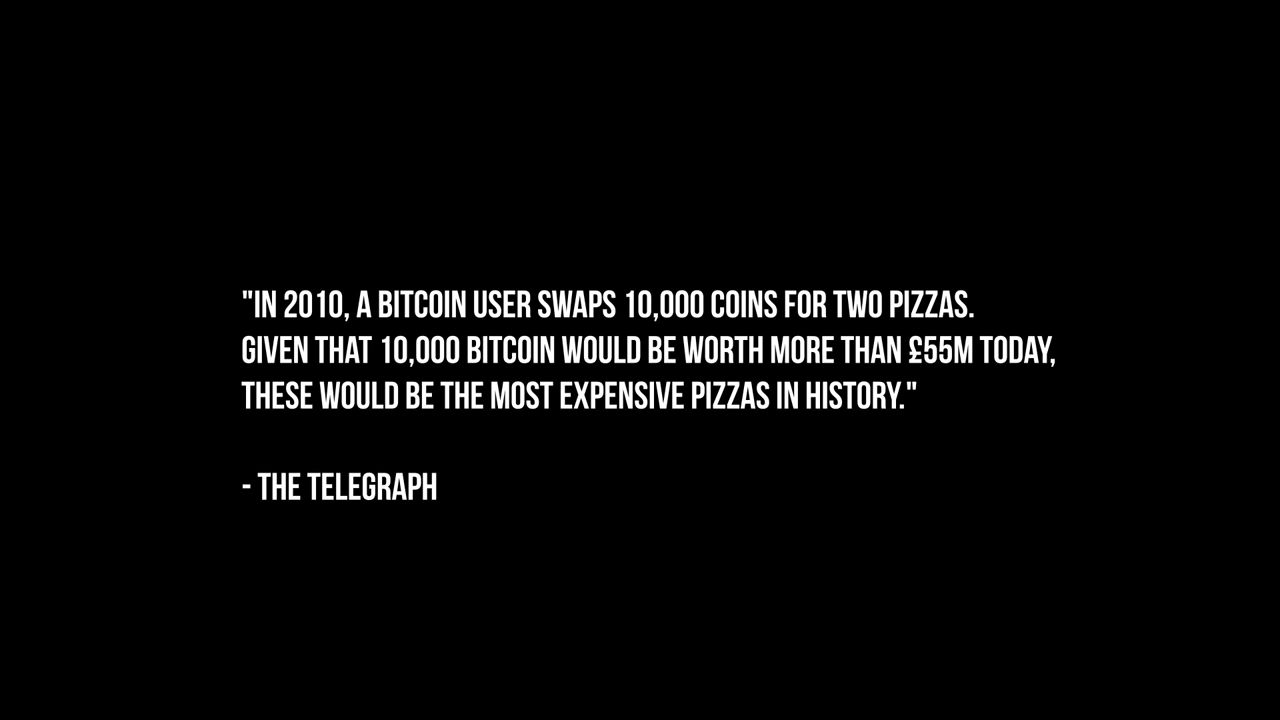 "IN 2010, A BITCOIN USER SWAPS 10,000 COINS FOR TWO PIZZAS.
GIVEN THAT 10,000 BITCOIN WOULD BE WORTH MORE THAN £55M TODAY,
THESE WOULD BE THE MOST EXPENSIVE PIZZAS IN HISTORY."
- THE TELEGRAPH